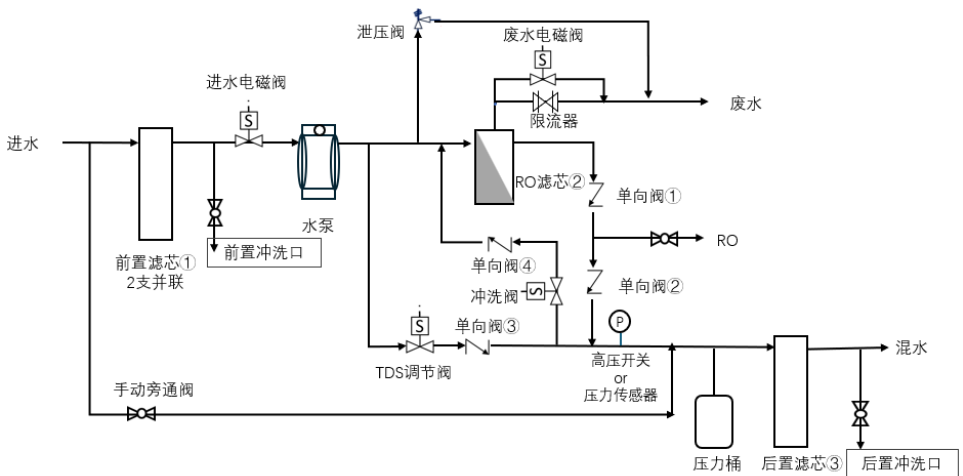 泄压阀
废水电磁阀
S
进水电磁阀
S
废水
限流器
进水
RO滤芯②
单向阀①
水泵
RO
前置滤芯①
2支并联
前置冲洗口
单向阀④
冲洗阀
S
单向阀②
S
单向阀③
P
混水
TDS调节阀
高压开关
or
压力传感器
手动旁通阀
压力桶
后置滤芯③
后置冲洗口